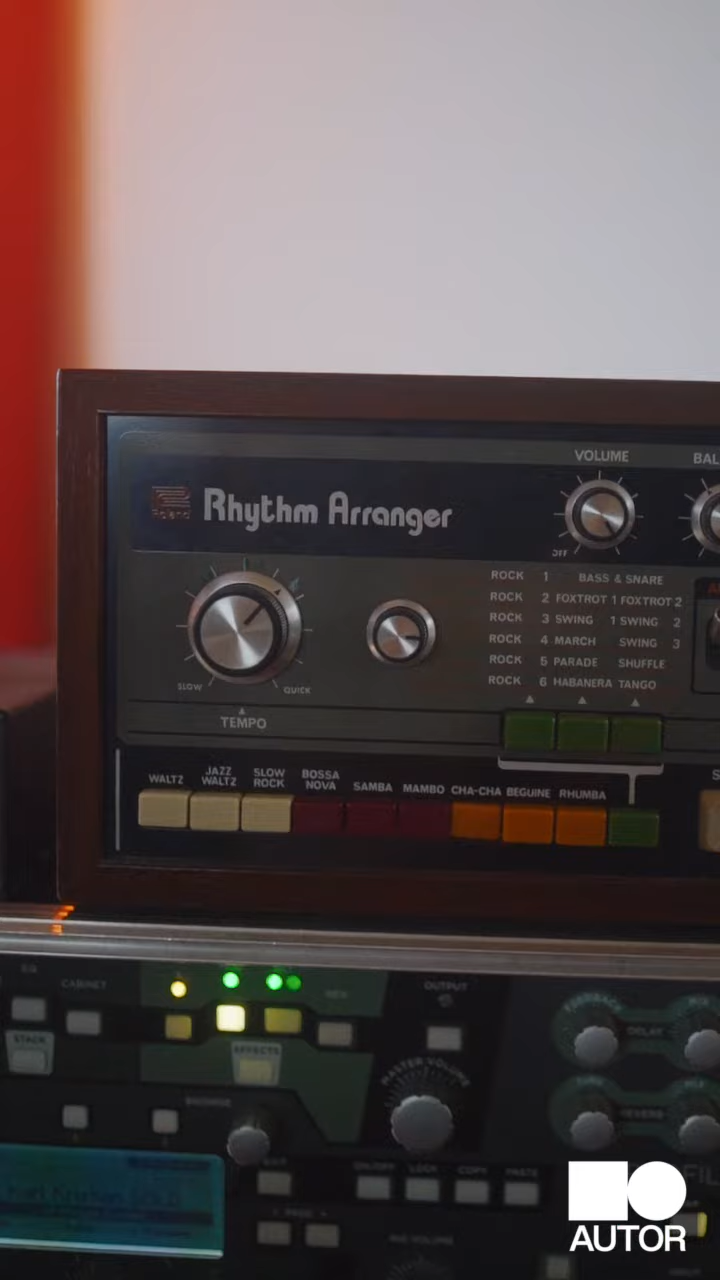 VOLUME BAL
Roland Rhythm Arranger
OFF
ROCK 1 BASS & SNARE
ROCK 2 FOXTROT 1 FOXTROT 2
ROCK 3 SWING 1 SWING 2
ROCK 4 MARCH SWING 3
ROCK 5 PARADE SHUFFLE
ROCK 6 HABANERA TANGO
SLOW QUICK
TEMPO
WALTZ JAZZ WALTZ SLOW ROCK BOSSA NOVA SAMBA MAMBO CHA-CHA BEGUINE RHUMBA
CABINET OUTPUT
STACK EFFECTS
MASTER VOLUME
FEEDBACK DELAY MIX
REVERB
ON/OFF LOCK COPY PASTE
AUTOR